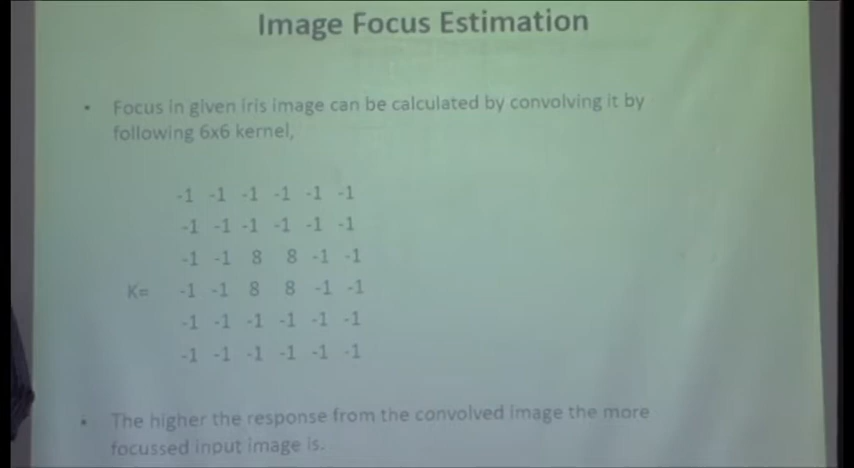 Image Focus Estimation
• Focus in given iris image can be calculated by convolving it by
following 6x6 kernel,
-1 -1 -1 -1 -1 -1
-1 -1 -1 -1 -1 -1
-1 -1 8 8 -1 -1
K= -1 -1 8 8 -1 -1
-1 -1 -1 -1 -1 -1
-1 -1 -1 -1 -1 -1
• The higher the response from the convolved image the more
focussed input image is.